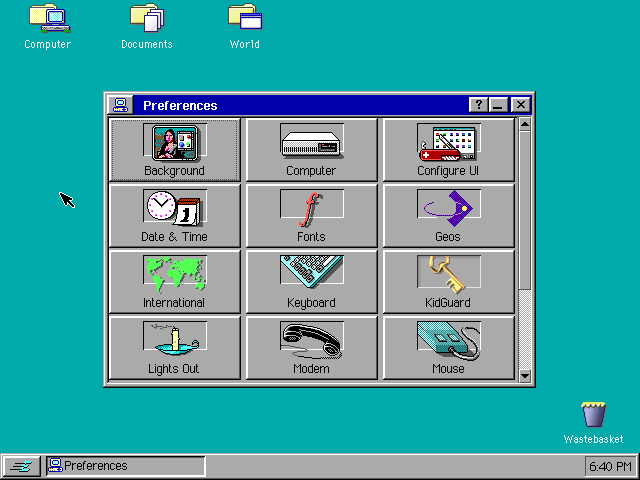 Computer
Documents
World
Preferences
?
Background
Computer
Configure UI
1
Date & Time
Fonts
Geos
International
Keyboard
KidGuard
Lights Out
Modem
Mouse
Wastebasket
Preferences
6:40 PM